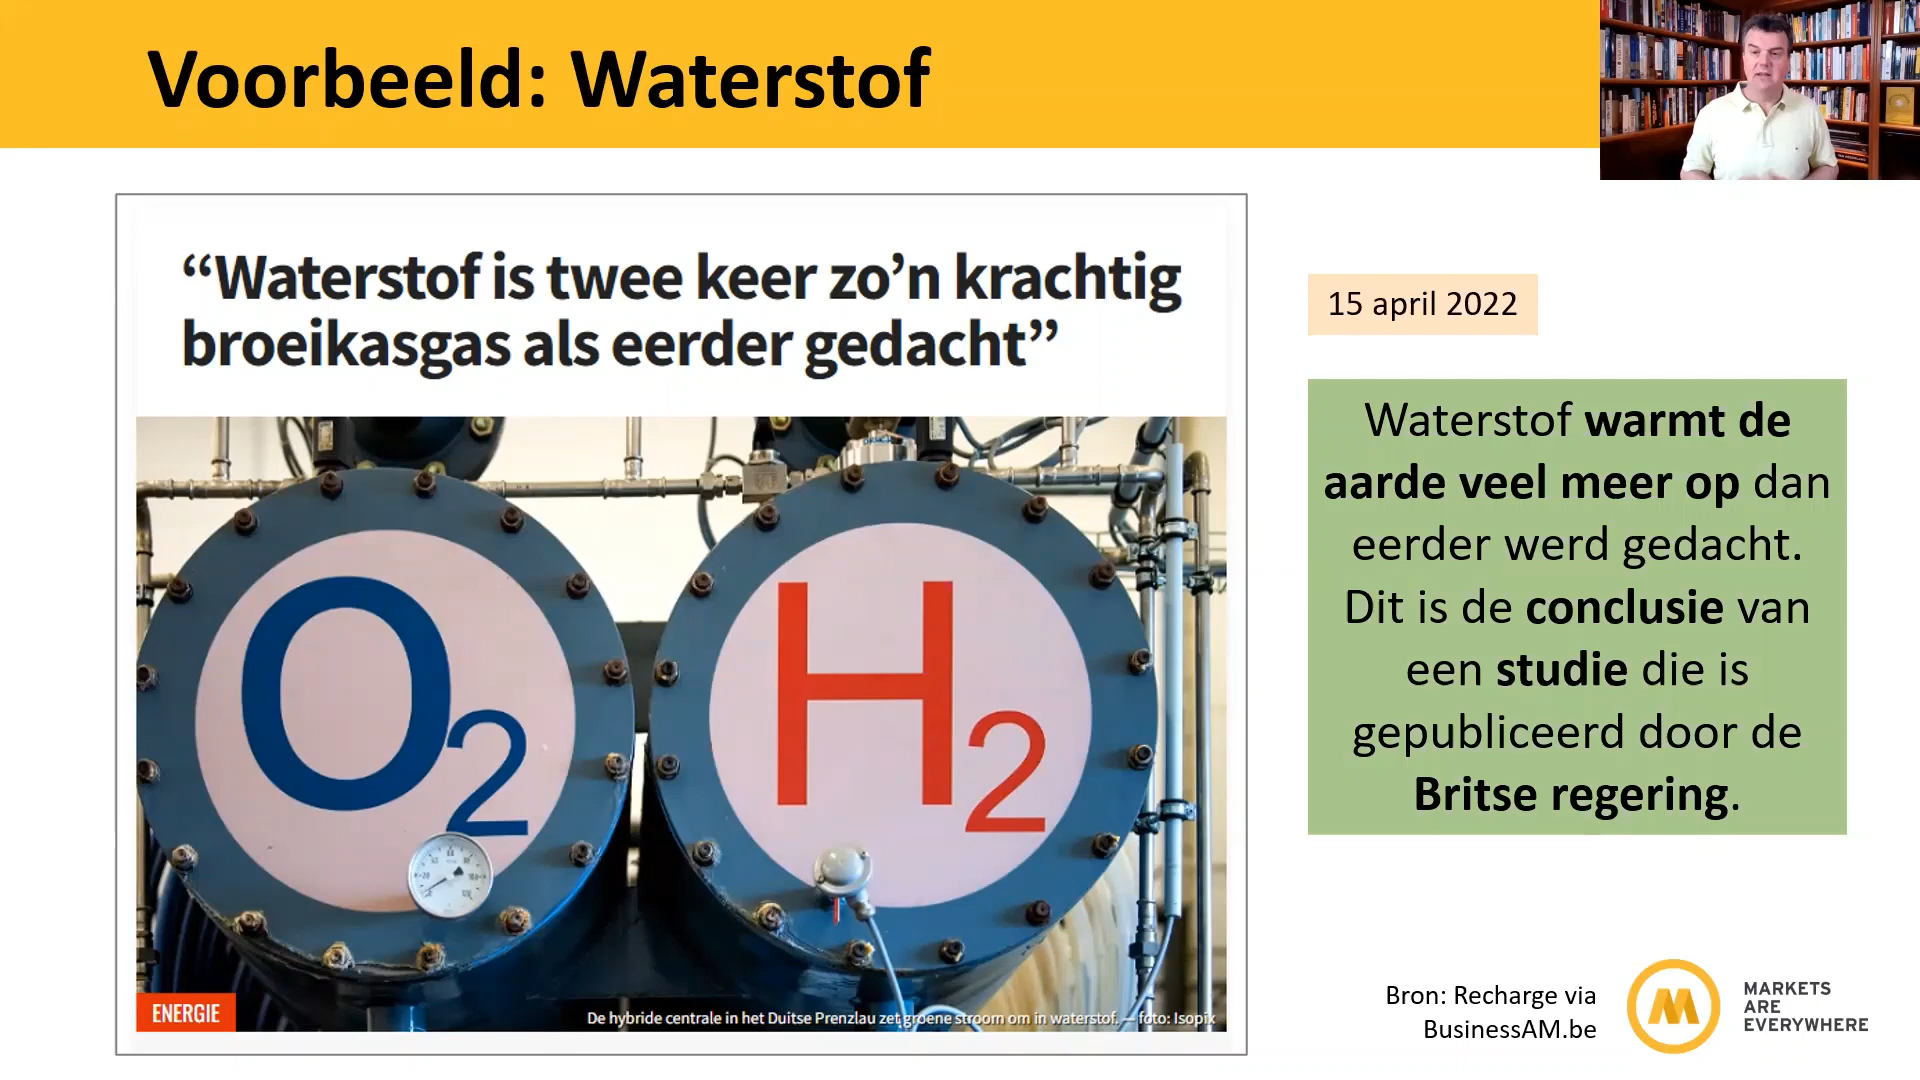 Voorbeeld: Waterstof
“Waterstof is twee keer zo’n krachtig
broeikasgas als eerder gedacht”
O2
H2
ENERGIE
De hybride centrale in het Duitse Prenzlau zet groene stroom om in waterstof. — foto: Isopix
15 april 2022
Waterstof warmt de
aarde veel meer op dan
eerder werd gedacht.
Dit is de conclusie van
een studie die is
gepubliceerd door de
Britse regering.
Bron: Recharge via
BusinessAM.be
MARKETS
ARE
EVERYWHERE